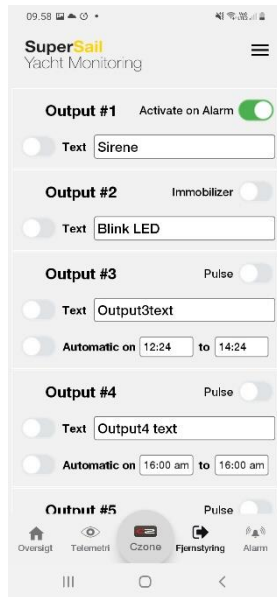 09.58
SuperSail
Yacht Monitoring
Output #1 Activate on Alarm
Text Sirene
Output #2 Immobilizer
Text Blink LED
Output #3 Pulse
Text Output3text
Automatic on 12:24 to 14:24
Output #4 Pulse
Text Output4 text
Automatic on 16:00 am to 16:00 am
Output #5 Pulse
Oversigt Telemetri Czone Fjernstyring Alarm